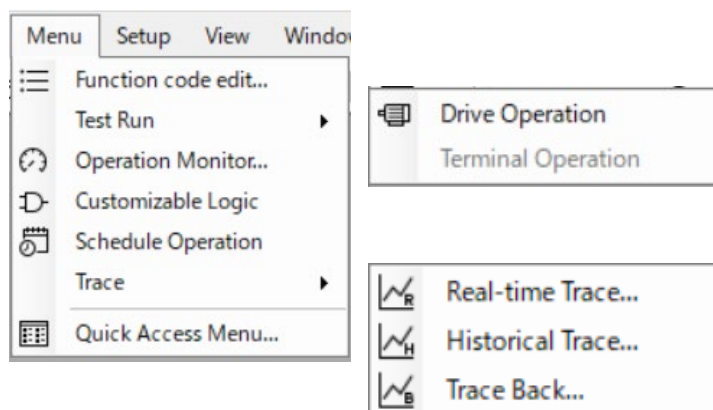 Menu Setup View Windo
Function code edit...
Test Run
Operation Monitor...
Customizable Logic
Schedule Operation
Trace
Quick Access Menu...
Drive Operation
Terminal Operation
R Real-time Trace...
H Historical Trace...
B Trace Back...